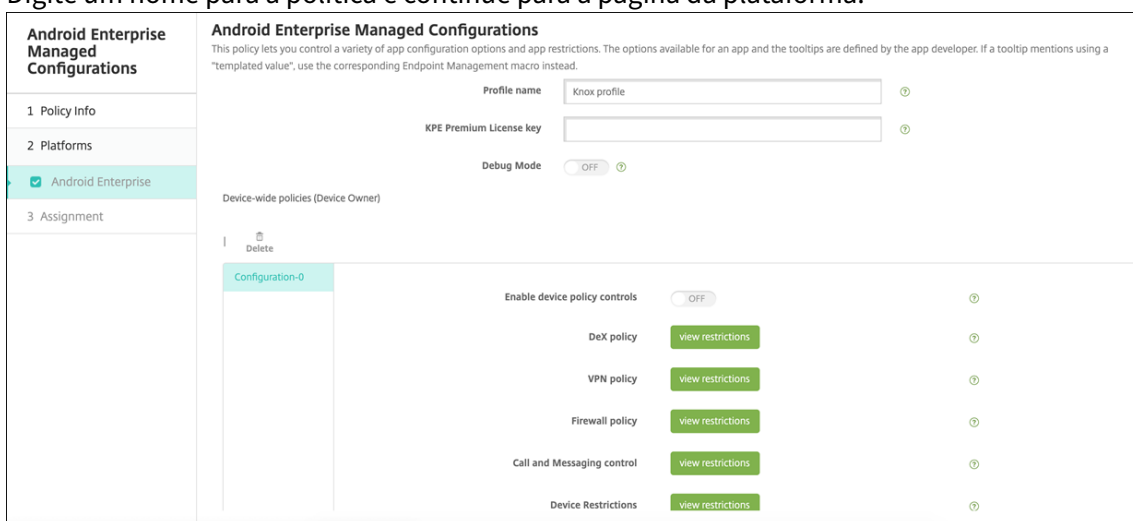 Digite um nome para a política e continue para a página da plataforma.
Android Enterprise
Managed
Configurations
1 Policy Info
2 Platforms
Android Enterprise
3 Assignment
Android Enterprise Managed Configurations
This policy lets you control a variety of app configuration options and app restrictions. The options available for an app and the tooltips are defined by the app developer. If a tooltip mentions using a
"templated value", use the corresponding Endpoint Management macro instead.
Profile name Knox profile
KPE Premium License key
Debug Mode OFF
Device-wide policies (Device Owner)
Delete
Configuration-0
Enable device policy controls OFF
DeX policy view restrictions
VPN policy view restrictions
Firewall policy view restrictions
Call and Messaging control view restrictions
Device Restrictions view restrictions